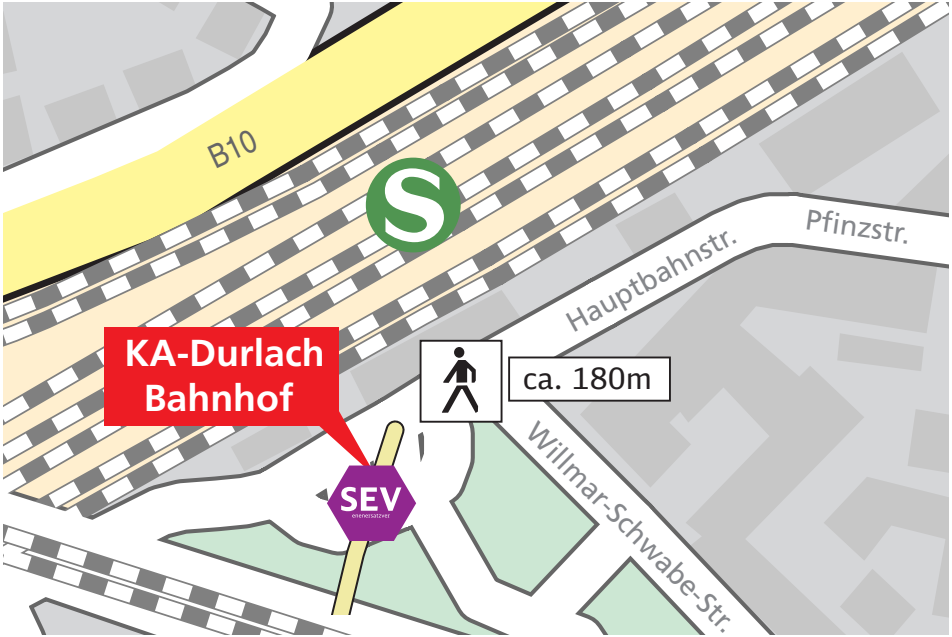 B10
S
Pfinzstr.
Hauptbahnstr.
KA-Durlach
Bahnhof
ca. 180m
Willmar-Schwabe-Str.
SEV